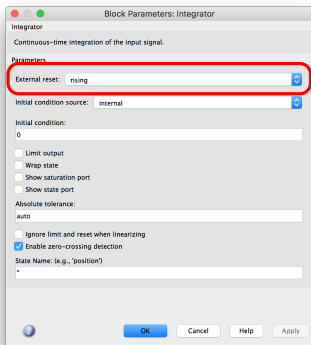 Block Parameters: Integrator
Integrator
Continuous-time integration of the input signal.
Parameters
External reset: rising
Initial condition source: internal
Initial condition:
0
Limit output
Wrap state
Show saturation port
Show state port
Absolute tolerance:
auto
Ignore limit and reset when linearizing
Enable zero-crossing detection
State Name: (e.g., 'position')
''
? OK Cancel Help Apply